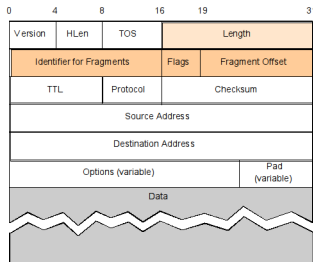 0 4 8 16 19 3
Version HLen TOS Length
Identifier for Fragments Flags Fragment Offset
TTL Protocol Checksum
Source Address
Destination Address
Options (variable) Pad (variable)
Data